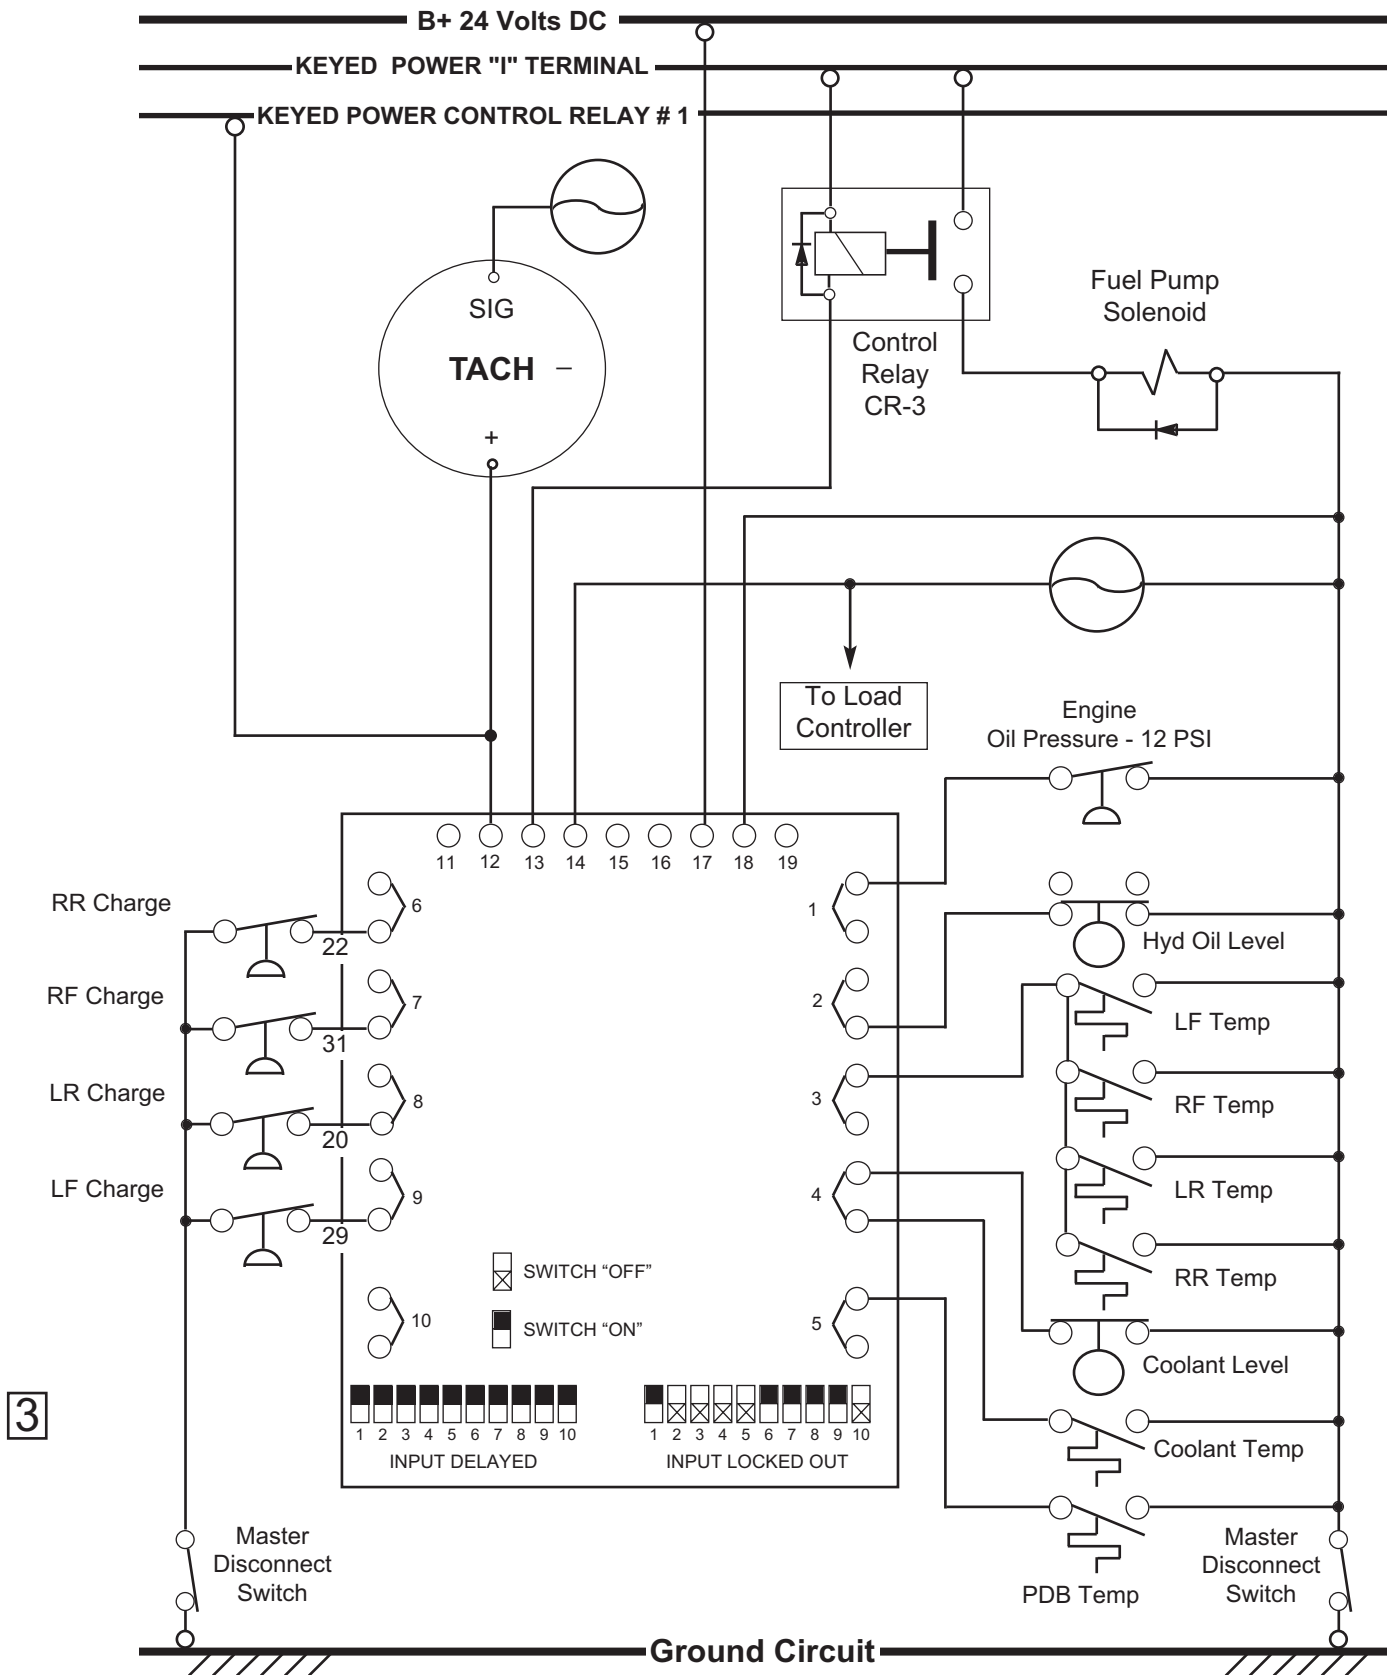 B+ 24 Volts DC
KEYED POWER "I" TERMINAL
KEYED POWER CONTROL RELAY # 1
SIG
TACH –
+
Control
Relay
CR-3
Fuel Pump
Solenoid
To Load
Controller
Engine
Oil Pressure - 12 PSI
11 12 13 14 15 16 17 18 19
RR Charge
22
6
1
Hyd Oil Level
RF Charge
31
7
2
LF Temp
LR Charge
20
8
3
RF Temp
LF Charge
29
9
4
LR Temp
RR Temp
SWITCH “OFF”
SWITCH “ON”
10
5
Coolant Level
3
1 2 3 4 5 6 7 8 9 10
INPUT DELAYED
1 2 3 4 5 6 7 8 9 10
INPUT LOCKED OUT
Coolant Temp
PDB Temp
Master
Disconnect
Switch
Master
Disconnect
Switch
Ground Circuit